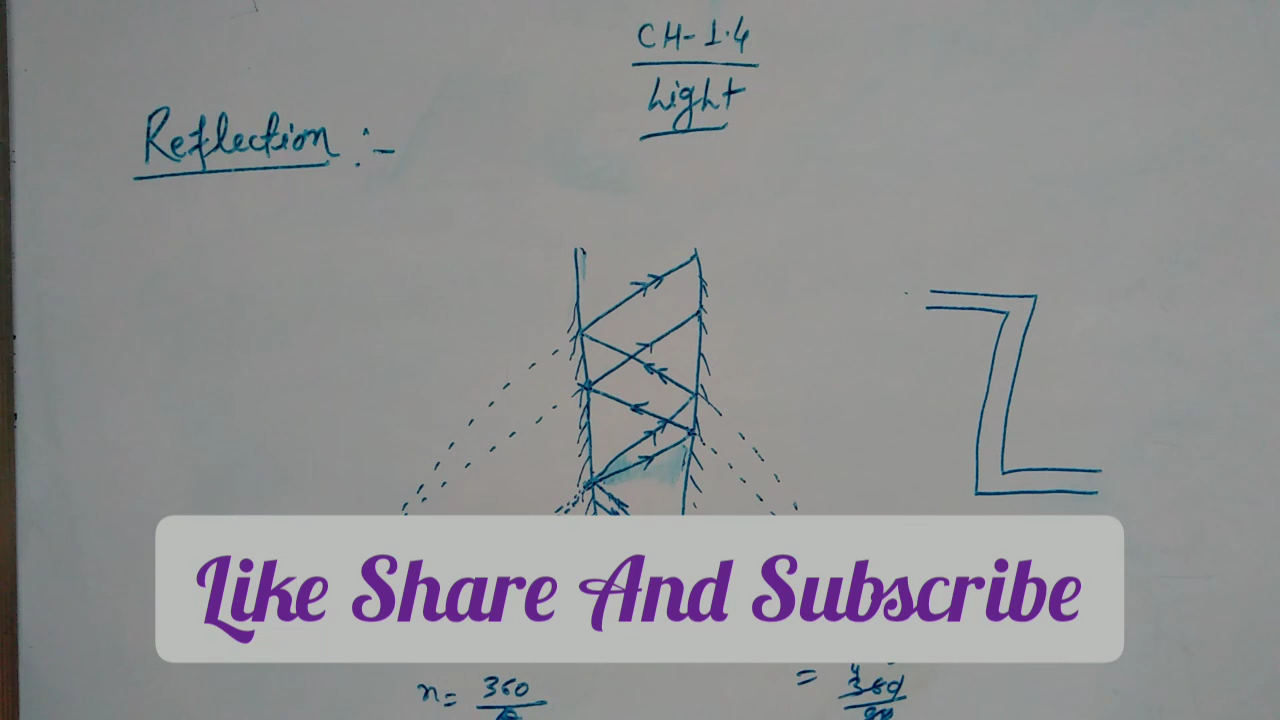 CH-1.4
Light
Reflection :-
Like Share And Subscribe
n= 360
= 360